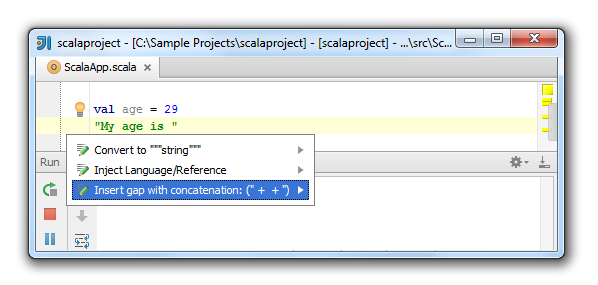 scalaproject - [C:\Sample Projects\scalaproject] - [scalaproject] - ...\src\Sc...
ScalaApp.scala
val age = 29
"My age is "
Convert to """string"""
Inject Language/Reference
Insert gap with concatenation: (" + + ")
Run